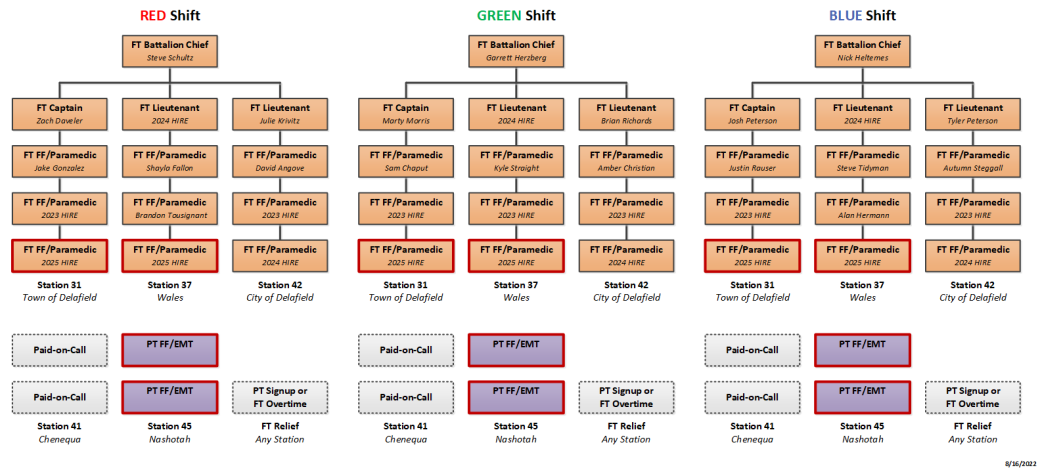 RED Shift
FT Battalion Chief
Steve Schultz
FT Captain
Zach Daveler
FT Lieutenant
2024 HIRE
FT Lieutenant
Julie Krivitz
FT FF/Paramedic
Jake Gonzalez
FT FF/Paramedic
Shayla Fallon
FT FF/Paramedic
David Angove
FT FF/Paramedic
2023 HIRE
FT FF/Paramedic
Brandon Tousignant
FT FF/Paramedic
2023 HIRE
FT FF/Paramedic
2025 HIRE
FT FF/Paramedic
2025 HIRE
FT FF/Paramedic
2024 HIRE
Station 31
Town of Delafield
Station 37
Wales
Station 42
City of Delafield
Paid-on-Call
PT FF/EMT
Paid-on-Call
PT FF/EMT
PT Signup or
FT Overtime
Station 41
Chenequa
Station 45
Nashotah
FT Relief
Any Station
GREEN Shift
FT Battalion Chief
Garrett Herzberg
FT Captain
Marty Morris
FT Lieutenant
2024 HIRE
FT Lieutenant
Brian Richards
FT FF/Paramedic
Sam Chaput
FT FF/Paramedic
Kyle Straight
FT FF/Paramedic
Amber Christian
FT FF/Paramedic
2023 HIRE
FT FF/Paramedic
2023 HIRE
FT FF/Paramedic
2023 HIRE
FT FF/Paramedic
2025 HIRE
FT FF/Paramedic
2025 HIRE
FT FF/Paramedic
2024 HIRE
Station 31
Town of Delafield
Station 37
Wales
Station 42
City of Delafield
Paid-on-Call
PT FF/EMT
Paid-on-Call
PT FF/EMT
PT Signup or
FT Overtime
Station 41
Chenequa
Station 45
Nashotah
FT Relief
Any Station
BLUE Shift
FT Battalion Chief
Nick Heltemes
FT Captain
Josh Peterson
FT Lieutenant
2024 HIRE
FT Lieutenant
Tyler Peterson
FT FF/Paramedic
Justin Rauser
FT FF/Paramedic
Steve Tidyman
FT FF/Paramedic
Autumn Steggall
FT FF/Paramedic
2023 HIRE
FT FF/Paramedic
Alan Hermann
FT FF/Paramedic
2023 HIRE
FT FF/Paramedic
2025 HIRE
FT FF/Paramedic
2025 HIRE
FT FF/Paramedic
2024 HIRE
Station 31
Town of Delafield
Station 37
Wales
Station 42
City of Delafield
Paid-on-Call
PT FF/EMT
Paid-on-Call
PT FF/EMT
PT Signup or
FT Overtime
Station 41
Chenequa
Station 45
Nashotah
FT Relief
Any Station
8/16/2022